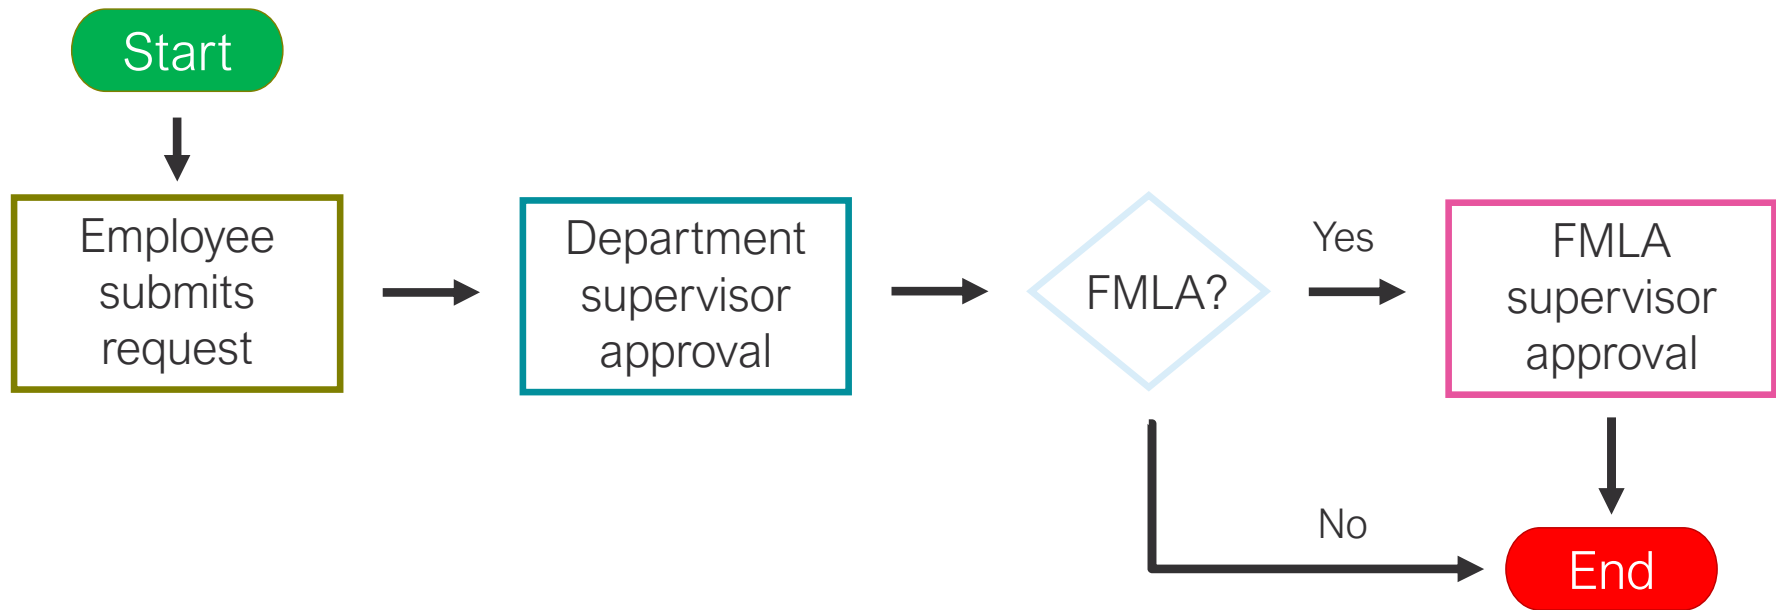 Start
Employee
submits
request
Department
supervisor
approval
FMLA?
Yes
FMLA
supervisor
approval
No
End